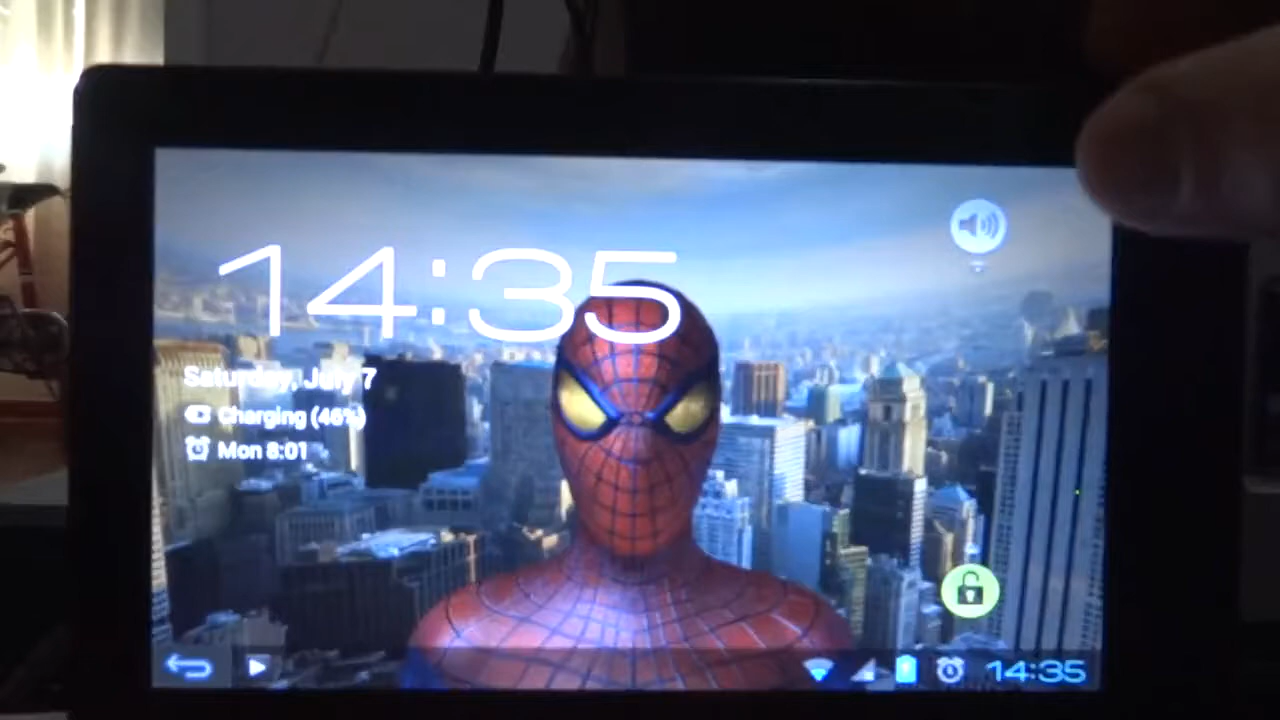 14:35
Saturday, July 7
Charging (46%)
Mon 8:01
14:35